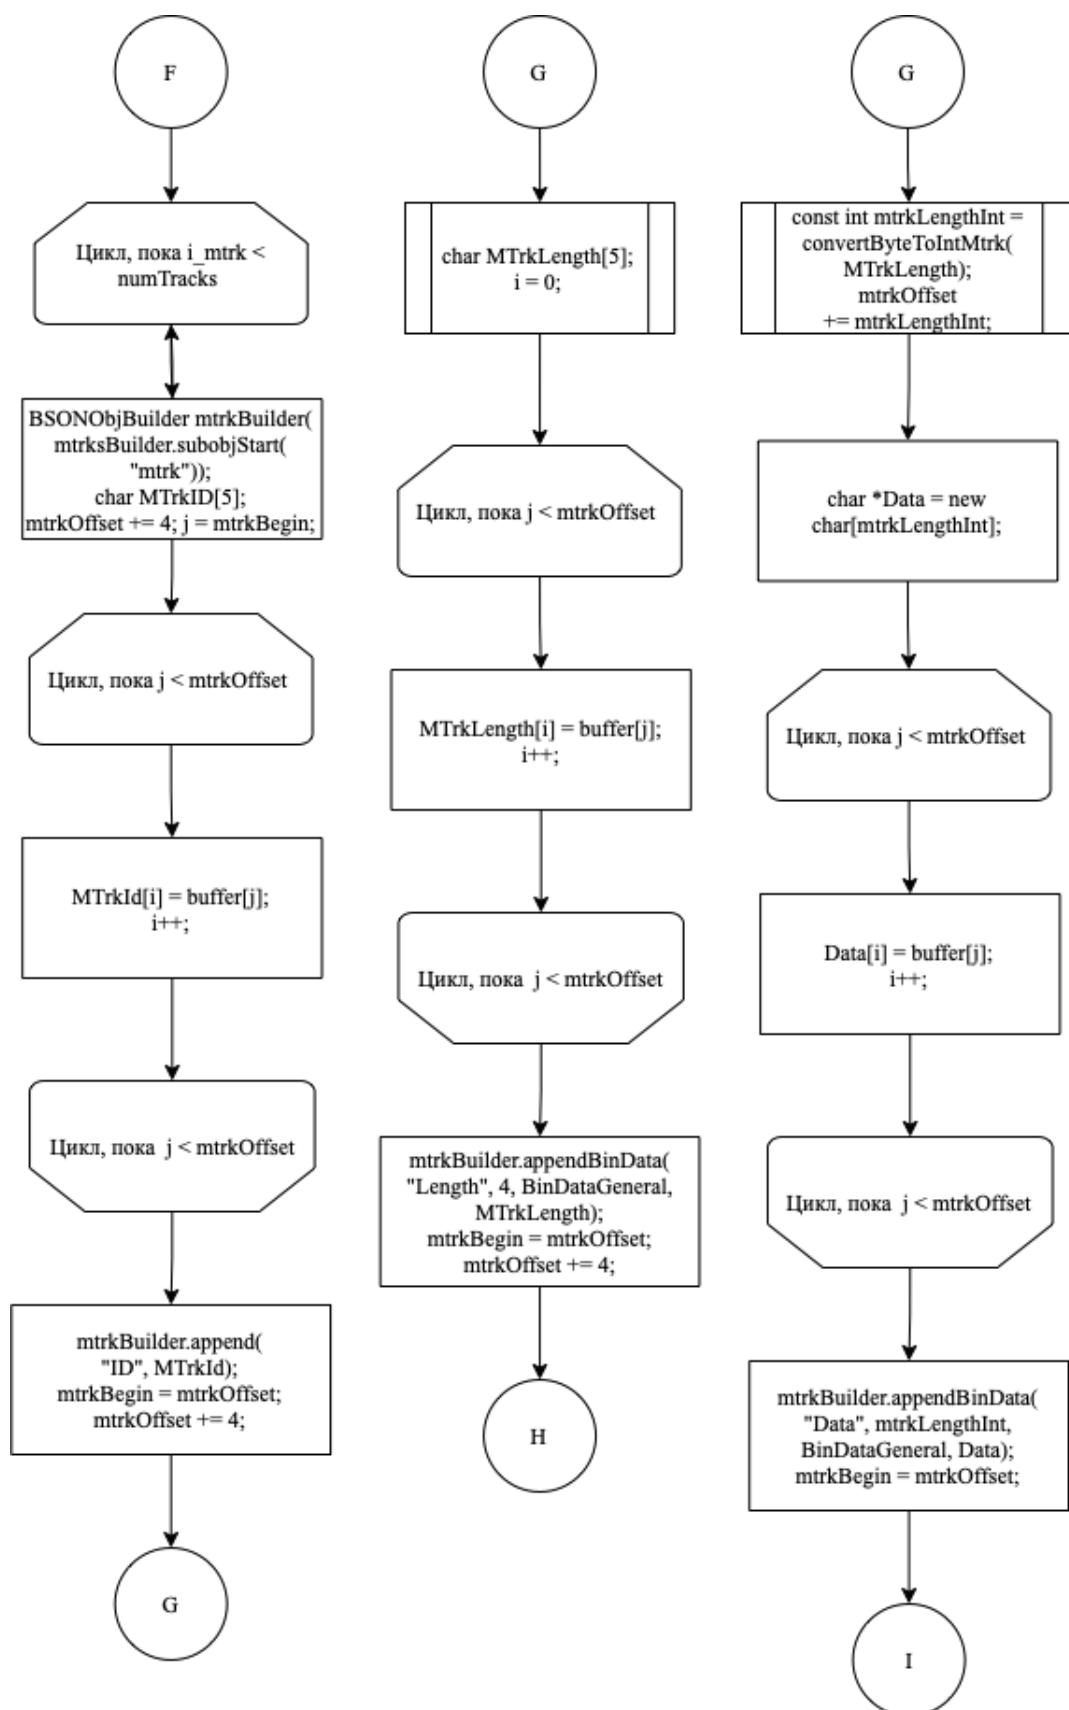 F
Цикл, пока i_mtrk <
numTracks
BSONObjBuilder mtrkBuilder(
mtrksBuilder.subobjStart(
"mtrk"));
char MTrkID[5];
mtrkOffset += 4; j = mtrkBegin;
Цикл, пока j < mtrkOffset
MTrkId[i] = buffer[j];
i++;
Цикл, пока j < mtrkOffset
mtrkBuilder.append(
"ID", MTrkId);
mtrkBegin = mtrkOffset;
mtrkOffset += 4;
G
G
char MTrkLength[5];
i = 0;
Цикл, пока j < mtrkOffset
MTrkLength[i] = buffer[j];
i++;
Цикл, пока j < mtrkOffset
mtrkBuilder.appendBinData(
"Length", 4, BinDataGeneral,
MTrkLength);
mtrkBegin = mtrkOffset;
mtrkOffset += 4;
H
G
const int mtrkLengthInt =
convertByteToIntMtrk(
MTrkLength);
mtrkOffset
+= mtrkLengthInt;
char *Data = new
char[mtrkLengthInt];
Цикл, пока j < mtrkOffset
Data[i] = buffer[j];
i++;
Цикл, пока j < mtrkOffset
mtrkBuilder.appendBinData(
"Data", mtrkLengthInt,
BinDataGeneral, Data);
mtrkBegin = mtrkOffset;
I